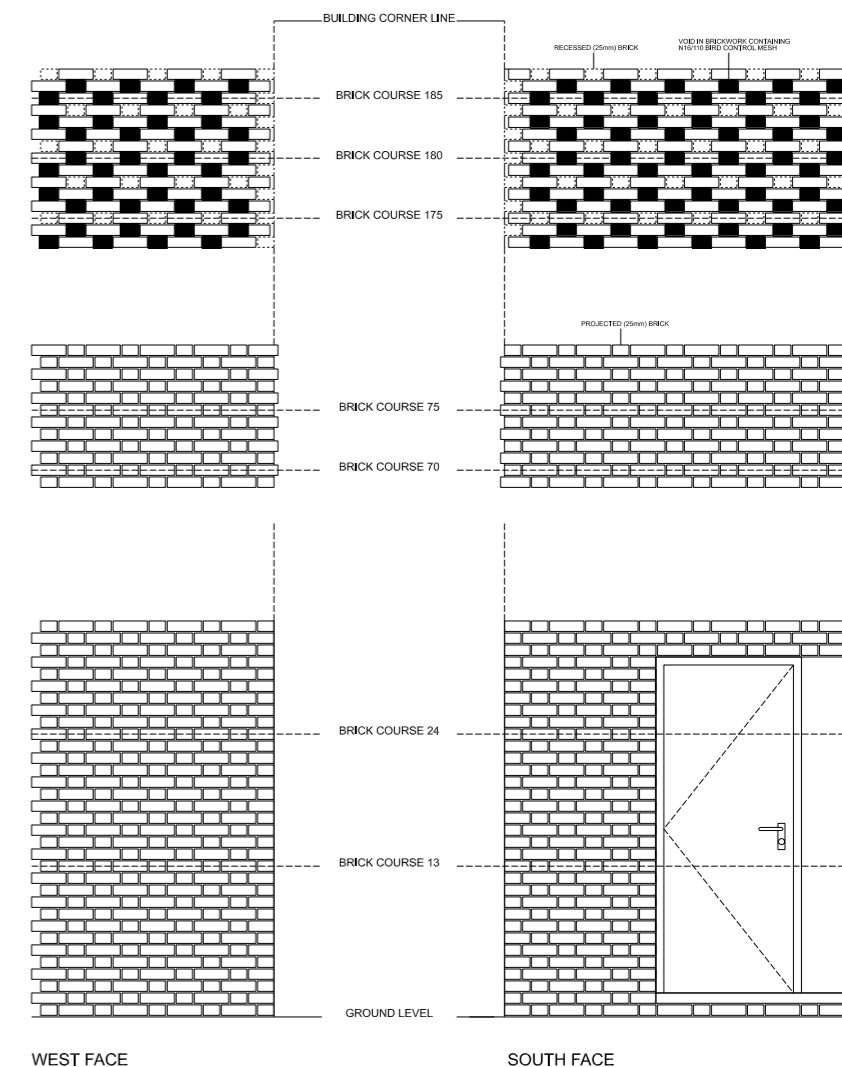 BUILDING CORNER LINE
RECESSED (25mm) BRICK
VOID IN BRICKWORK CONTAINING
N16/110 BIRD CONTROL MESH
BRICK COURSE 185
BRICK COURSE 180
BRICK COURSE 175
PROJECTED (25mm) BRICK
BRICK COURSE 75
BRICK COURSE 70
BRICK COURSE 24
BRICK COURSE 13
GROUND LEVEL
WEST FACE
SOUTH FACE